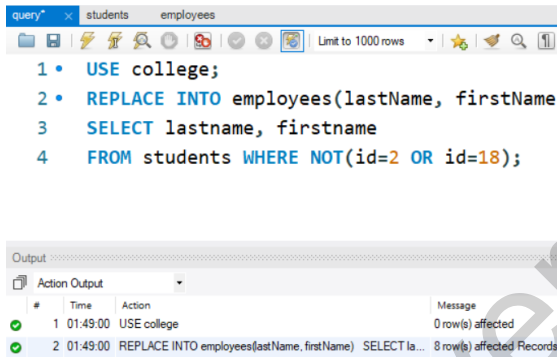 query* × students employees
Limit to 1000 rows
1 USE college;
2 REPLACE INTO employees(lastName, firstName
3 SELECT lastname, firstname
4 FROM students WHERE NOT(id=2 OR id=18);
Output
Action Output
# Time Action Message
1 01:49:00 USE college 0 row(s) affected
2 01:49:00 REPLACE INTO employees(lastName, firstName) SELECT la... 8 row(s) affected Records